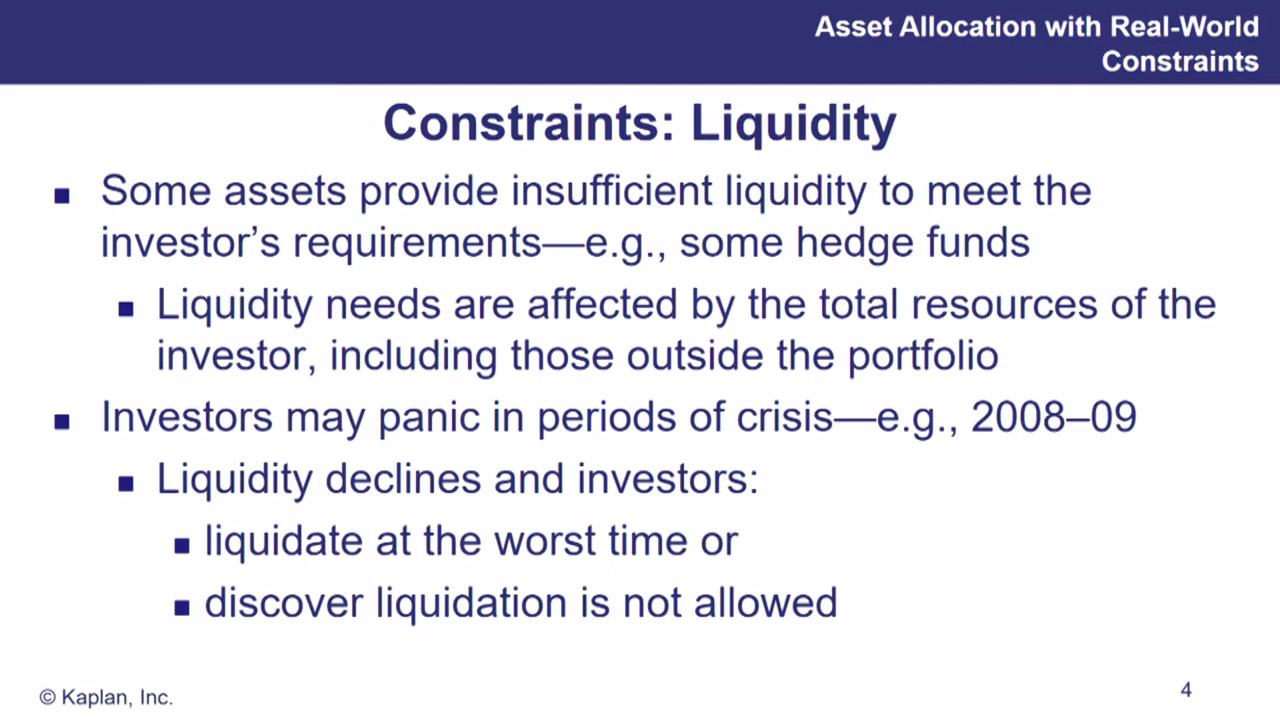 Asset Allocation with Real-World
Constraints
Constraints: Liquidity
Some assets provide insufficient liquidity to meet the
investor’s requirements—e.g., some hedge funds
Liquidity needs are affected by the total resources of the
investor, including those outside the portfolio
Investors may panic in periods of crisis—e.g., 2008–09
Liquidity declines and investors:
liquidate at the worst time or
discover liquidation is not allowed
© Kaplan, Inc.
4